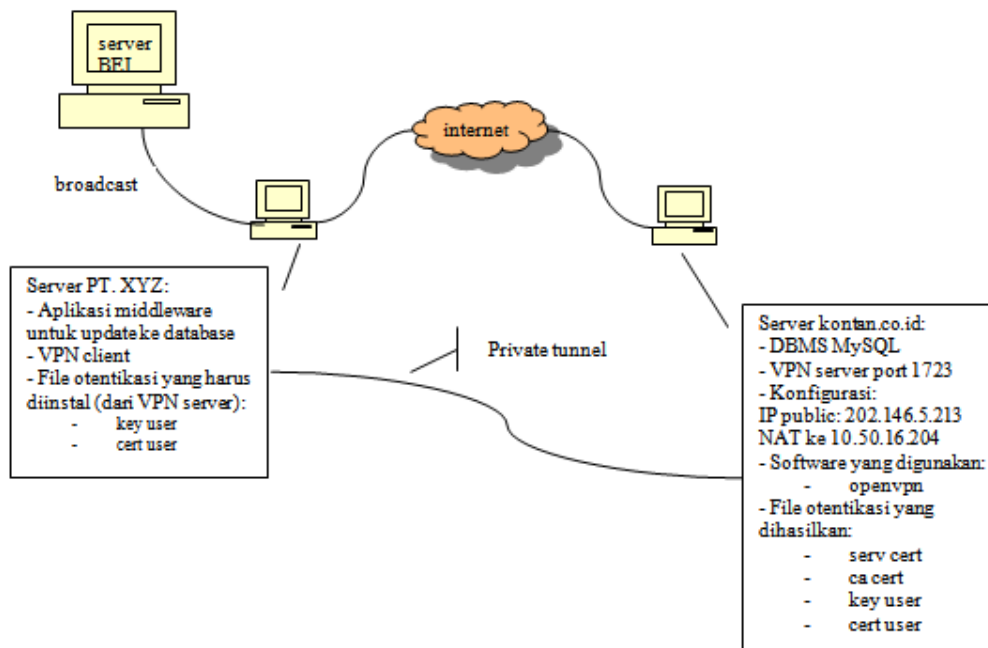 server
BEJ
internet
broadcast
Server PT. XYZ:
- Aplikasi middleware
untuk update ke database
- VPN client
- File otentikasi yang harus
diinstal (dari VPN server):
- key user
- cert user
Private tunnel
Server kontan.co.id:
- DBMS MySQL
- VPN server port 1723
- Konfigurasi:
IP public: 202.146.5.213
NAT ke 10.50.16.204
- Software yang digunakan:
- openvpn
- File otentikasi yang
dihasilkan:
- serv cert
- ca cert
- key user
- cert user